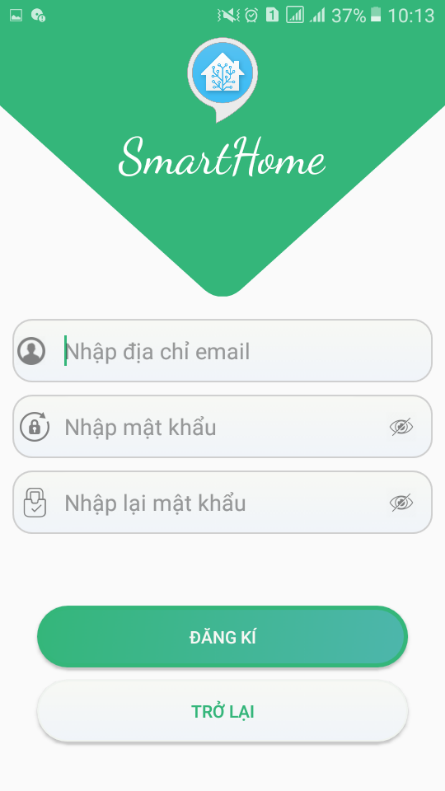 37% 10:13
SmartHome
Nhập địa chỉ email
Nhập mật khẩu
Nhập lại mật khẩu
ĐĂNG KÍ
TRỞ LẠI